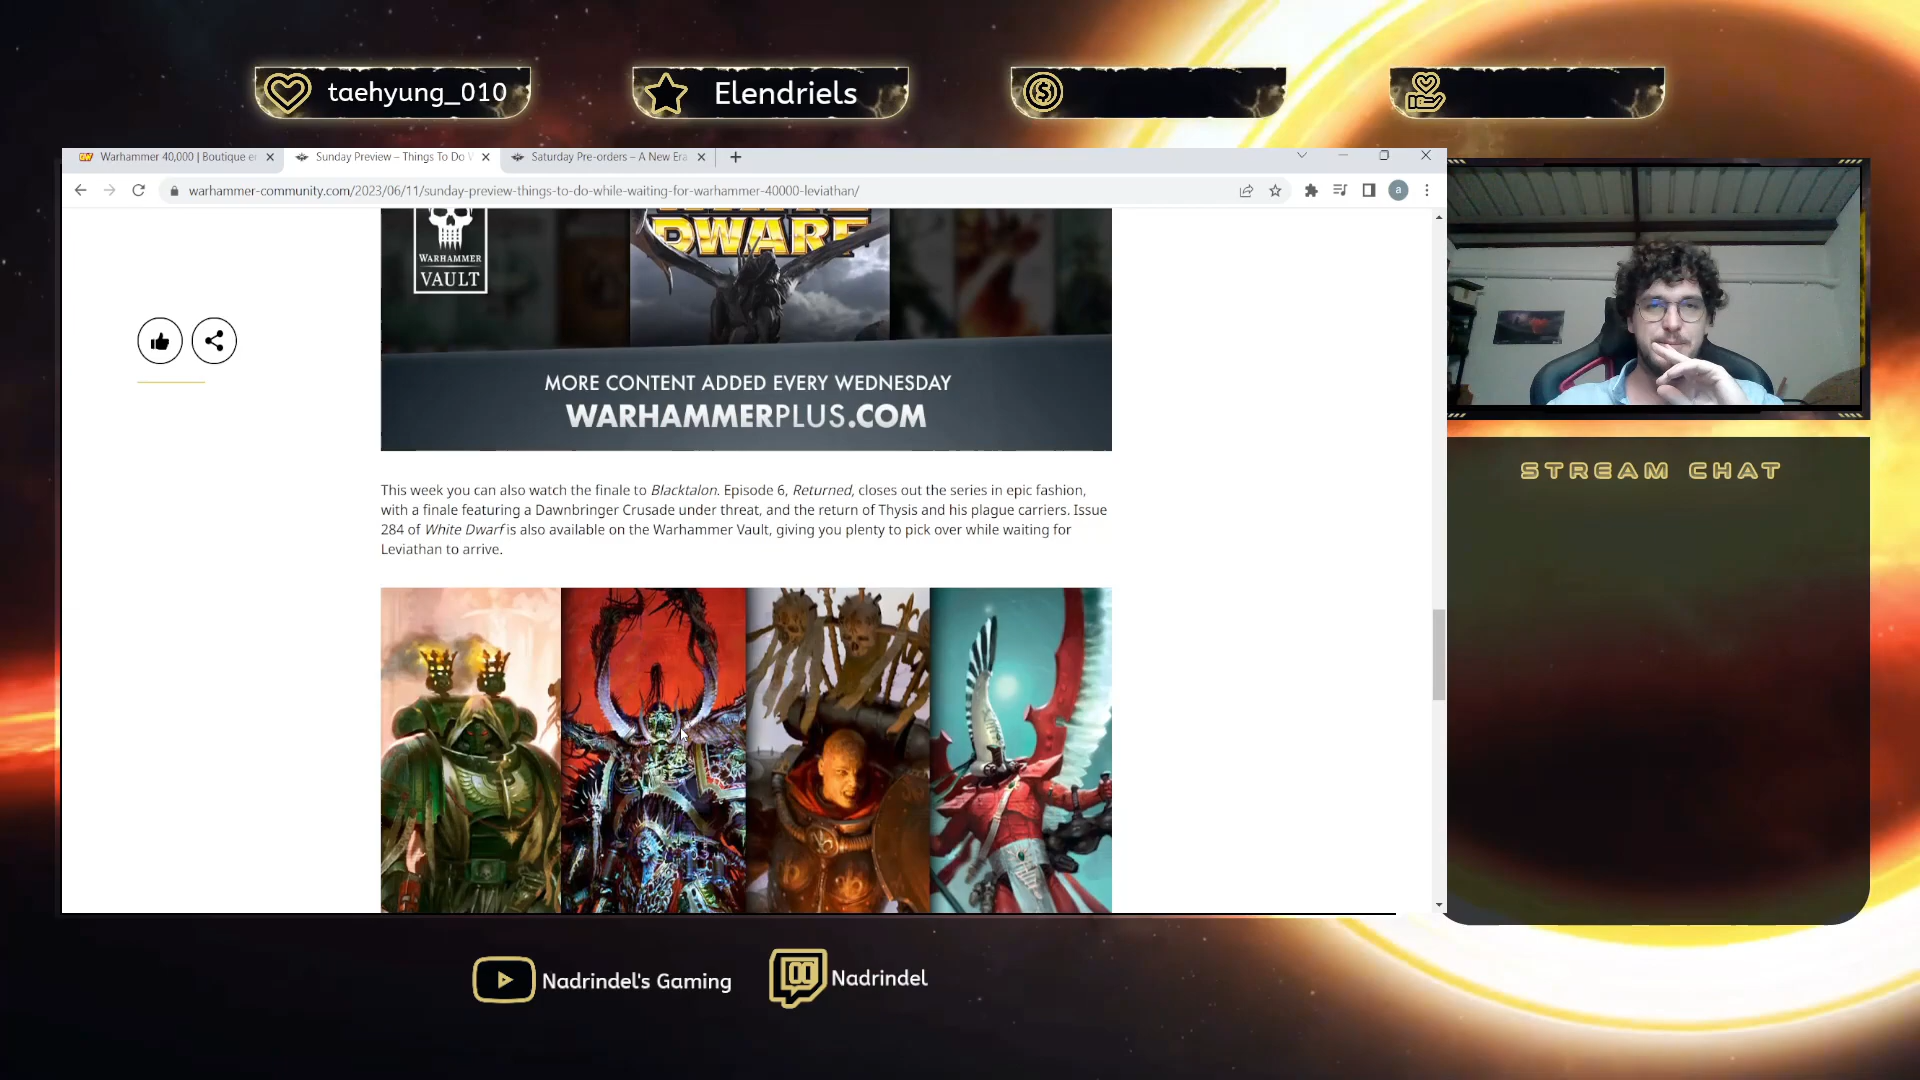 taehyung_010
Elendriels
Warhammer 40,000 | Boutique e
Sunday Preview – Things To Do
Saturday Pre-orders – A New Era
warhammer-community.com/2023/06/11/sunday-preview-things-to-do-while-waiting-for-warhammer-40000-leviathan/
a
WHITE
DWARF
WARHAMMER
VAULT
MORE CONTENT ADDED EVERY WEDNESDAY
WARHAMMERPLUS.COM
This week you can also watch the finale to Blacktalon. Episode 6, Returned, closes out the series in epic fashion,
with a finale featuring a Dawnbringer Crusade under threat, and the return of Thysis and his plague carriers. Issue
284 of White Dwarf is also available on the Warhammer Vault, giving you plenty to pick over while waiting for
Leviathan to arrive.
STREAM CHAT
Nadrindel's Gaming
Nadrindel